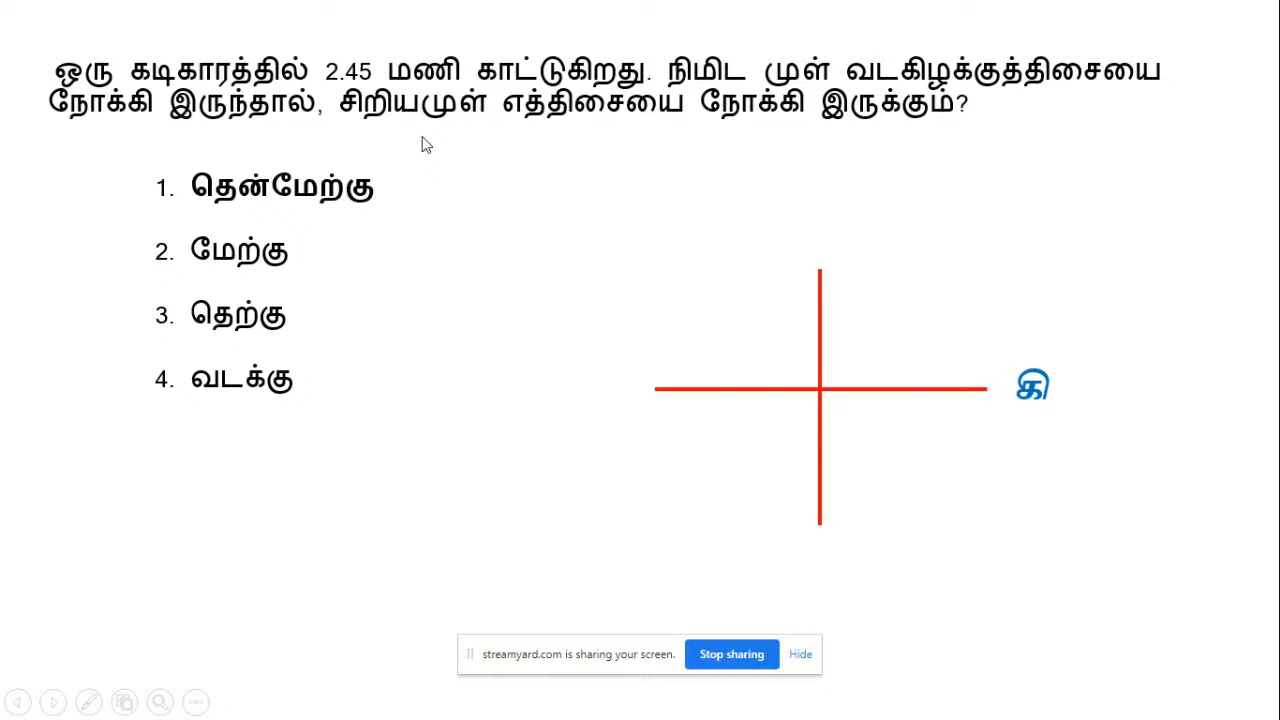 ஒரு கடிகாரத்தில் 2.45 மணி காட்டுகிறது. நிமிட முள் வடகிழக்குத்திசையை
நோக்கி இருந்தால், சிறியமுள் எத்திசையை நோக்கி இருக்கும்?
1. தென்மேற்கு
2. மேற்கு
3. தெற்கு
4. வடக்கு
கி
streamyard.com is sharing your screen. Stop sharing Hide